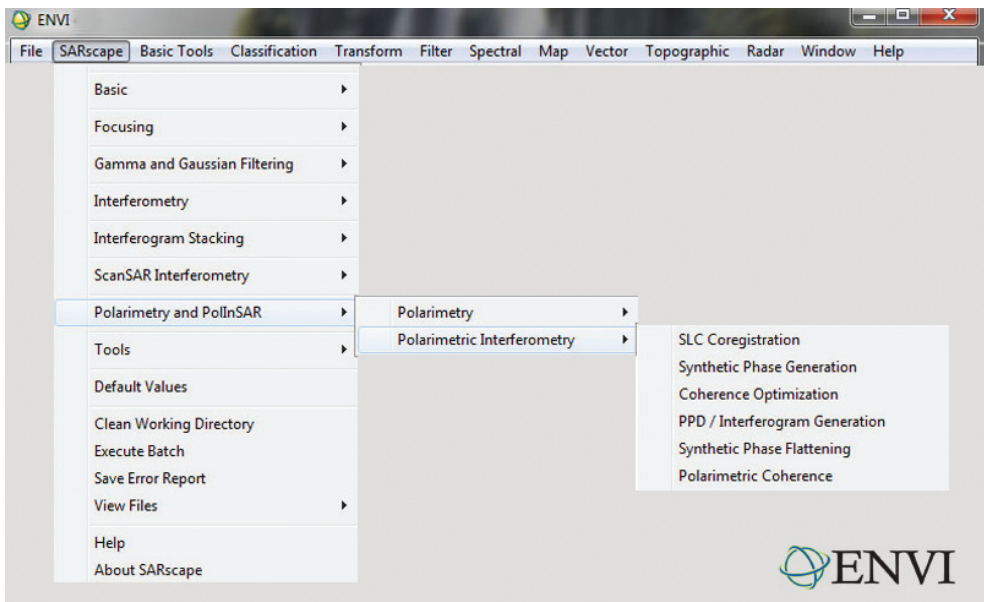 ENVI
File SARscape Basic Tools Classification Transform Filter Spectral Map Vector Topographic Radar Window Help
Basic
Focusing
Gamma and Gaussian Filtering
Interferometry
Interferogram Stacking
ScanSAR Interferometry
Polarimetry and PolInSAR
Tools
Default Values
Clean Working Directory
Execute Batch
Save Error Report
View Files
Help
About SARscape
Polarimetry
Polarimetric Interferometry
SLC Coregistration
Synthetic Phase Generation
Coherence Optimization
PPD / Interferogram Generation
Synthetic Phase Flattening
Polarimetric Coherence
ENVI